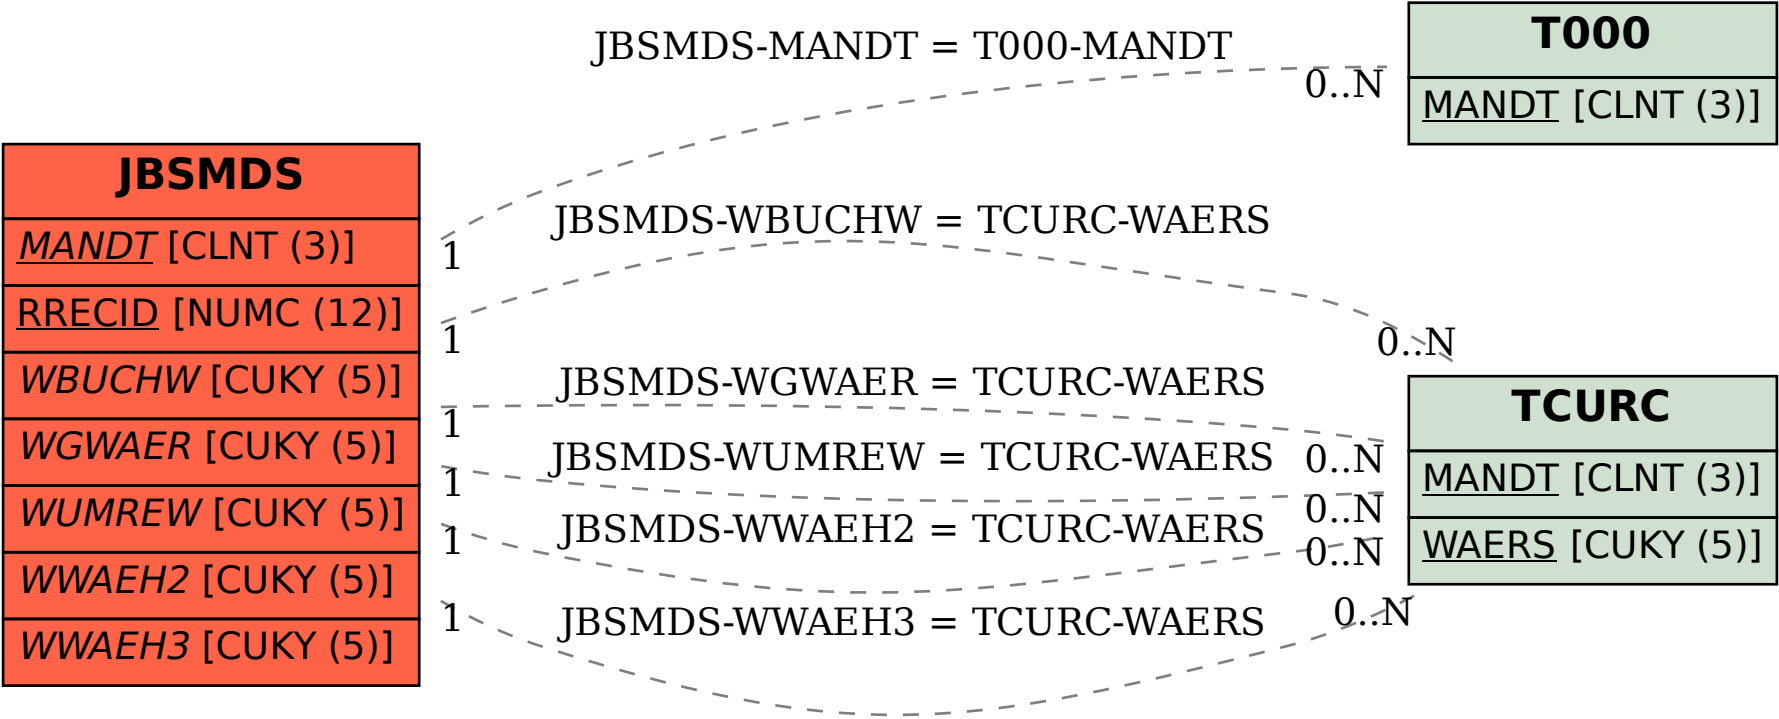 JBSMDS-MANDT = T000-MANDT
0..N
T000
MANDT [CLNT (3)]
JBSMDS
MANDT [CLNT (3)]
RRECID [NUMC (12)]
WBUCHW [CUKY (5)]
WGWAER [CUKY (5)]
WUMREW [CUKY (5)]
WWAEH2 [CUKY (5)]
WWAEH3 [CUKY (5)]
1
JBSMDS-WBUCHW = TCURC-WAERS
1
0..N
JBSMDS-WGWAER = TCURC-WAERS
1
0..N
JBSMDS-WUMREW = TCURC-WAERS
1
0..N
JBSMDS-WWAEH2 = TCURC-WAERS
1
0..N
JBSMDS-WWAEH3 = TCURC-WAERS
1
0..N
TCURC
MANDT [CLNT (3)]
WAERS [CUKY (5)]